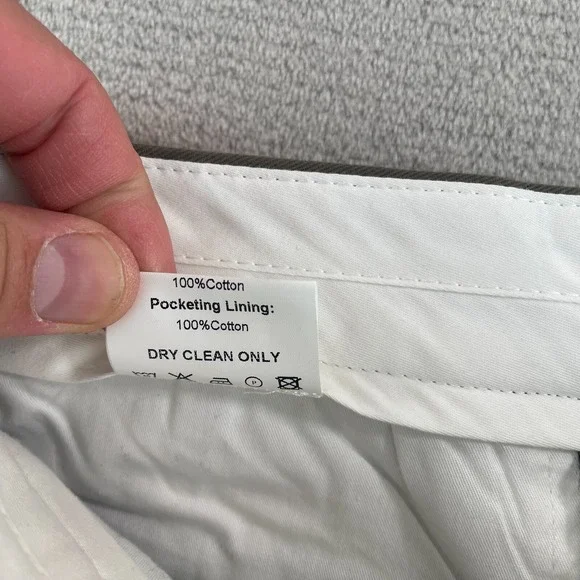 100%Cotton
Pocketing Lining:
100%Cotton
DRY CLEAN ONLY
P